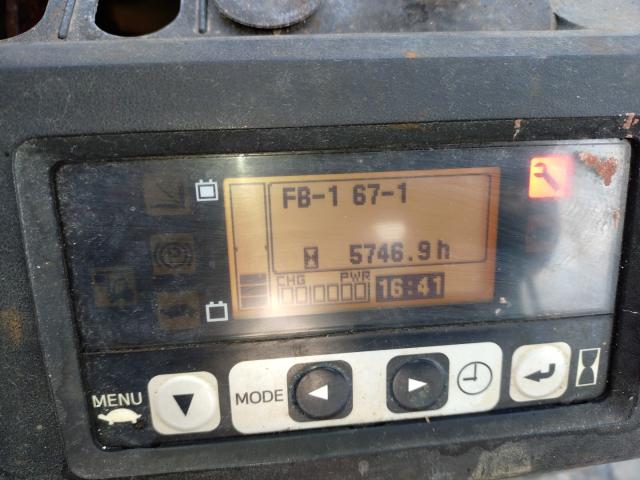 FB-1 67-1
5746.9 h
CHG PWR
16:41
MENU
MODE